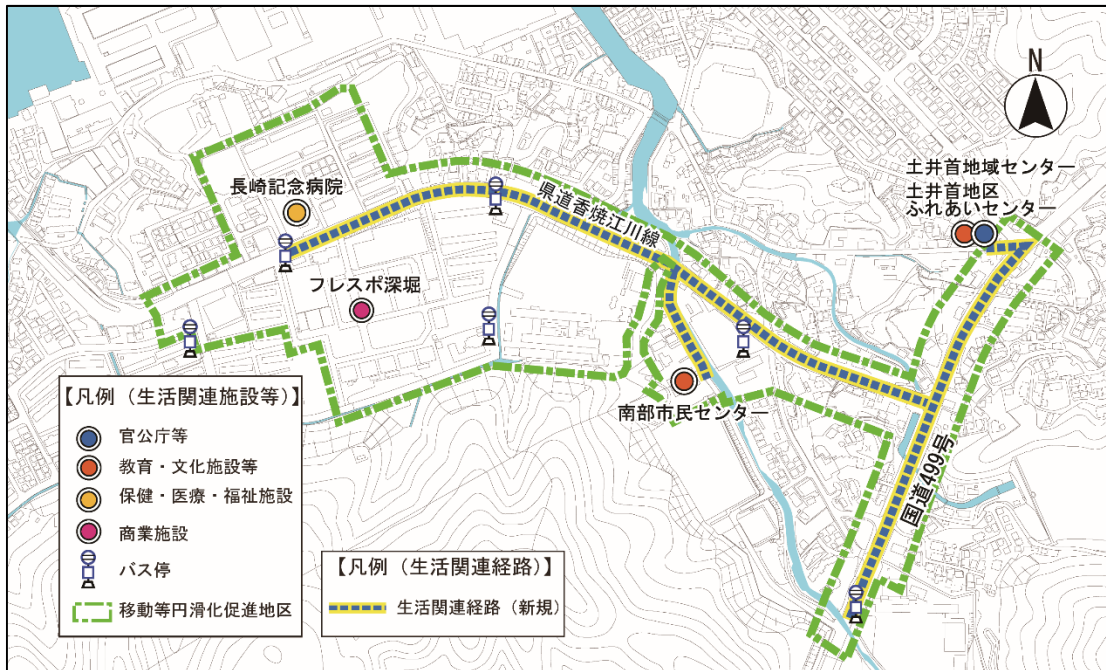 N
土井首地域センター
土井首地区
ふれあいセンター
長崎記念病院
県道香焼江川線
フレスポ深堀
南部市民センター
国道499号
【凡例（生活関連施設等）】
官公庁等
教育・文化施設等
保健・医療・福祉施設
商業施設
バス停
移動等円滑化促進地区
【凡例（生活関連経路）】
生活関連経路（新規）